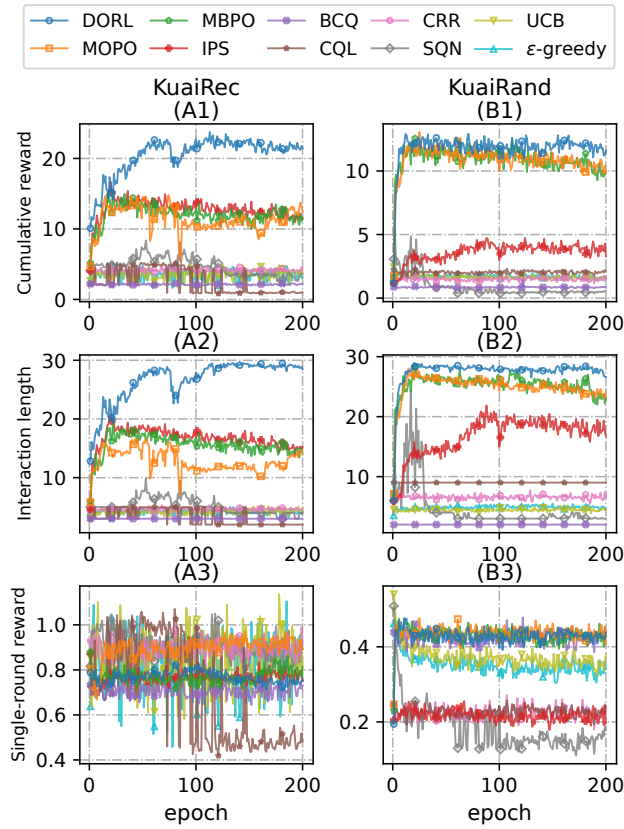 DORL MBPO BCQ CRR UCB
MOPO IPS CQL SQN ε-greedy
KuaiRec KuaiRand
(A1) (B1)
Cumulative reward
20
10
0
10
5
0
0 100 200 0 100 200
(A2) (B2)
Interaction length
30
20
10
30
20
10
0 100 200 0 100 200
(A3) (B3)
Single-round reward
1.0
0.8
0.6
0.4
0.4
0.2
0 100 200 0 100 200
epoch epoch